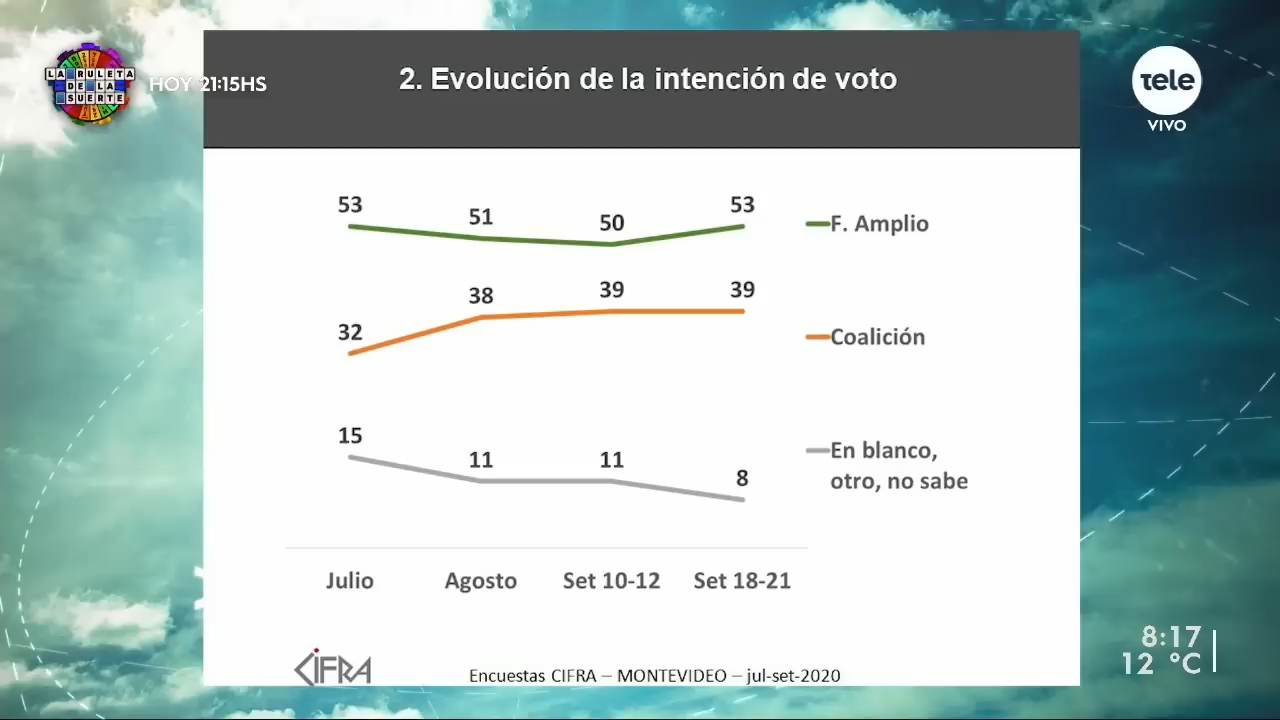 LA RULETA
DE LA
SUERTE
HOY 21:15HS
2. Evolución de la intención de voto
tele
VIVO
53 51 50 53
F. Amplio
32 38 39 39
Coalición
15 11 11 8
En blanco,
otro, no sabe
Julio Agosto Set 10-12 Set 18-21
CIFRA
Encuestas CIFRA – MONTEVIDEO – jul-set-2020
8:17
12 °C